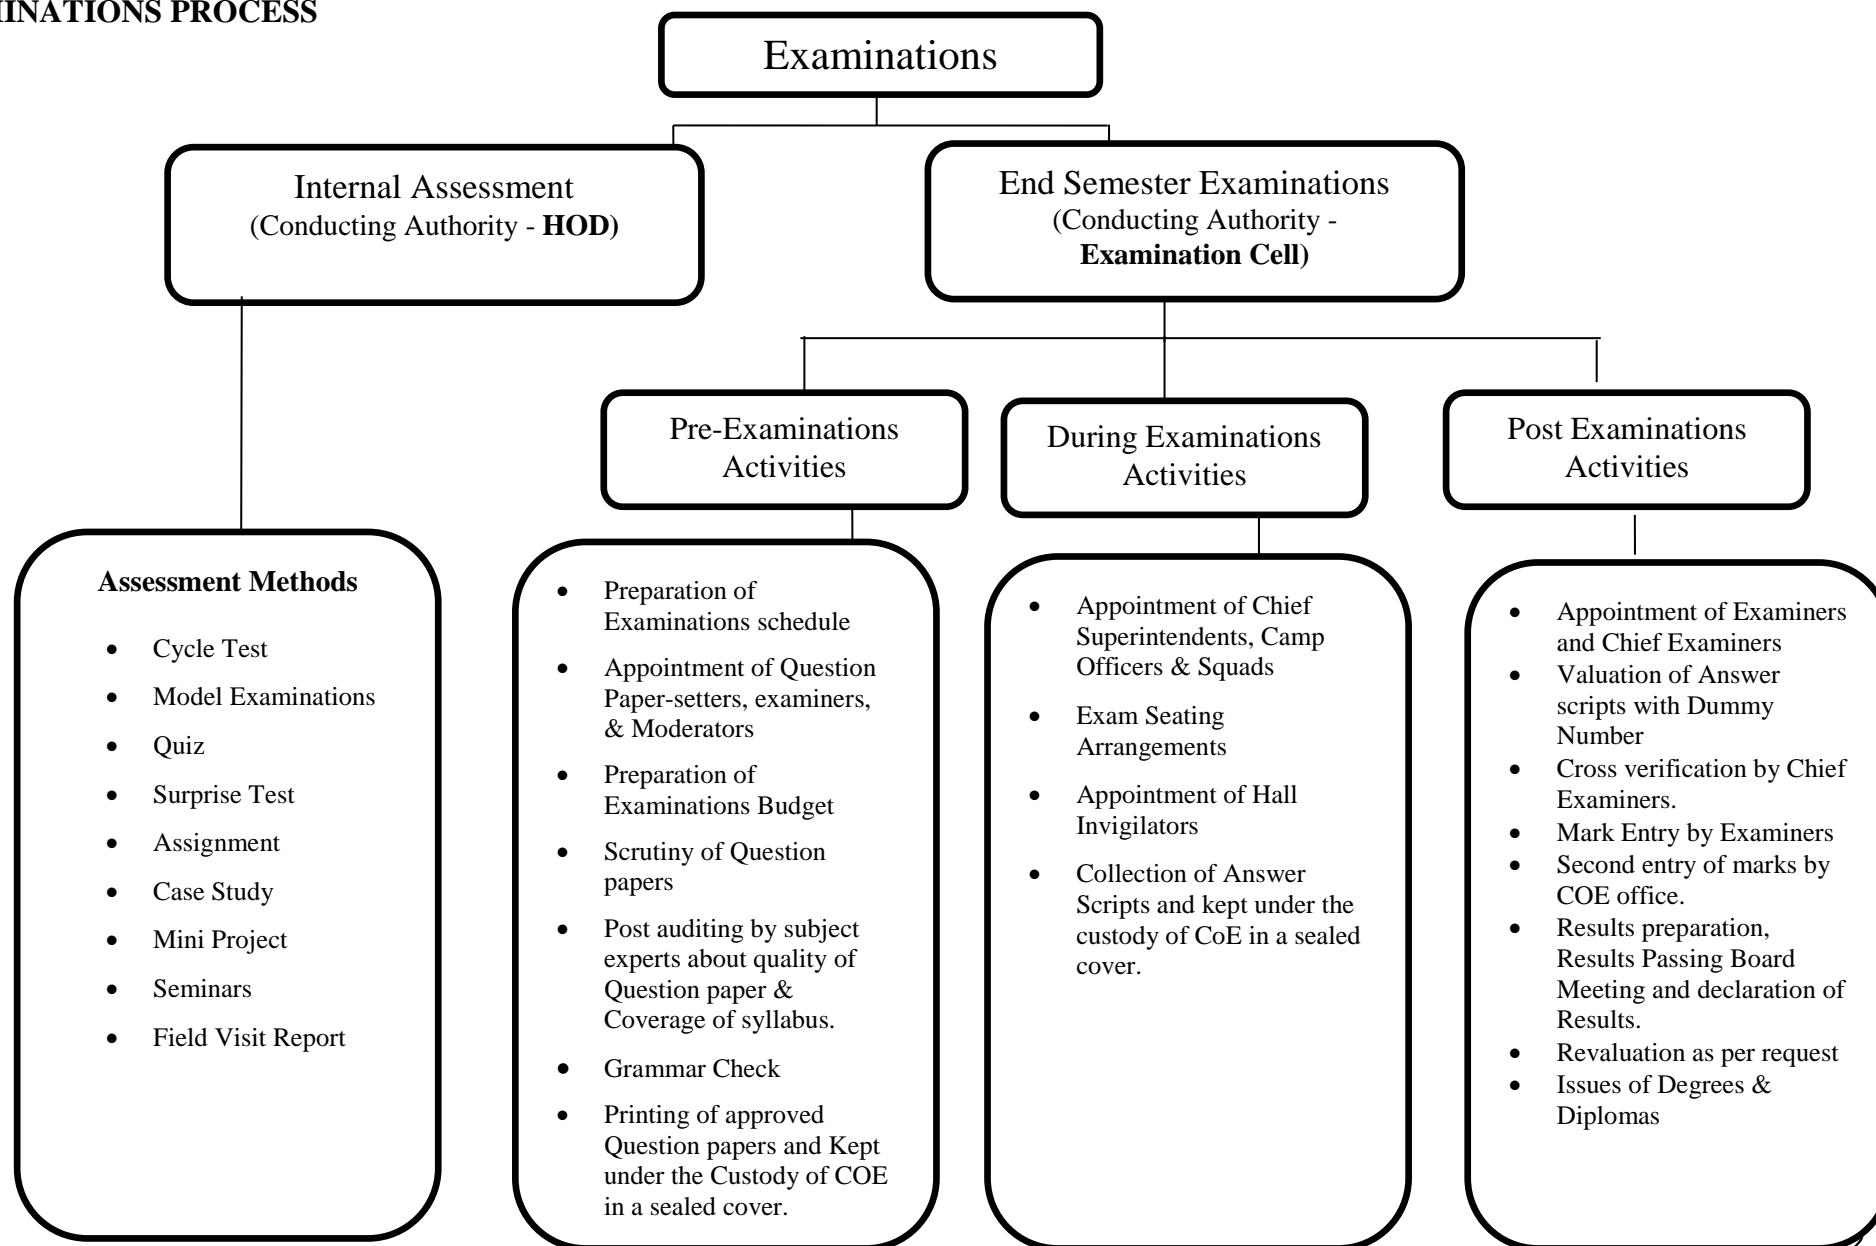 MINATIONS PROCESS
Examinations
Internal Assessment
(Conducting Authority - HOD)
End Semester Examinations
(Conducting Authority -
Examination Cell)
Pre-Examinations
Activities
During Examinations
Activities
Post Examinations
Activities
Assessment Methods
• Cycle Test
• Model Examinations
• Quiz
• Surprise Test
• Assignment
• Case Study
• Mini Project
• Seminars
• Field Visit Report
• Preparation of
Examinations schedule
• Appointment of Question
Paper-setters, examiners,
& Moderators
• Preparation of
Examinations Budget
• Scrutiny of Question
papers
• Post auditing by subject
experts about quality of
Question paper &
Coverage of syllabus.
• Grammar Check
• Printing of approved
Question papers and Kept
under the Custody of COE
in a sealed cover.
• Appointment of Chief
Superintendents, Camp
Officers & Squads
• Exam Seating
Arrangements
• Appointment of Hall
Invigilators
• Collection of Answer
Scripts and kept under the
custody of CoE in a sealed
cover.
• Appointment of Examiners
and Chief Examiners
• Valuation of Answer
scripts with Dummy
Number
• Cross verification by Chief
Examiners.
• Mark Entry by Examiners
• Second entry of marks by
COE office.
• Results preparation,
Results Passing Board
Meeting and declaration of
Results.
• Revaluation as per request
• Issues of Degrees &
Diplomas